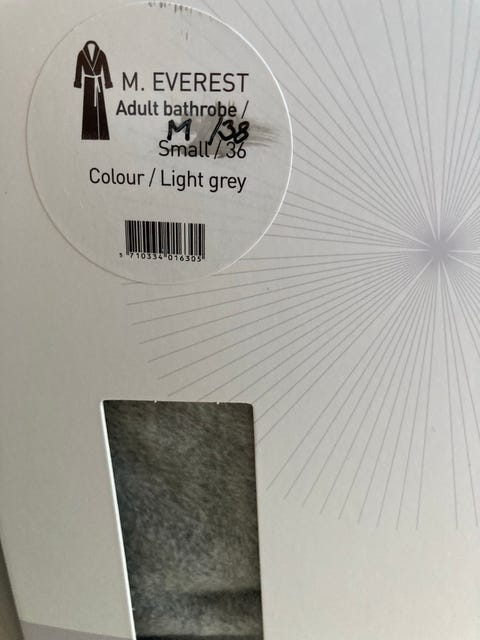 M. EVEREST
Adult bathrobe /
M /38
Small / 36
Colour / Light grey
5 710334 016305